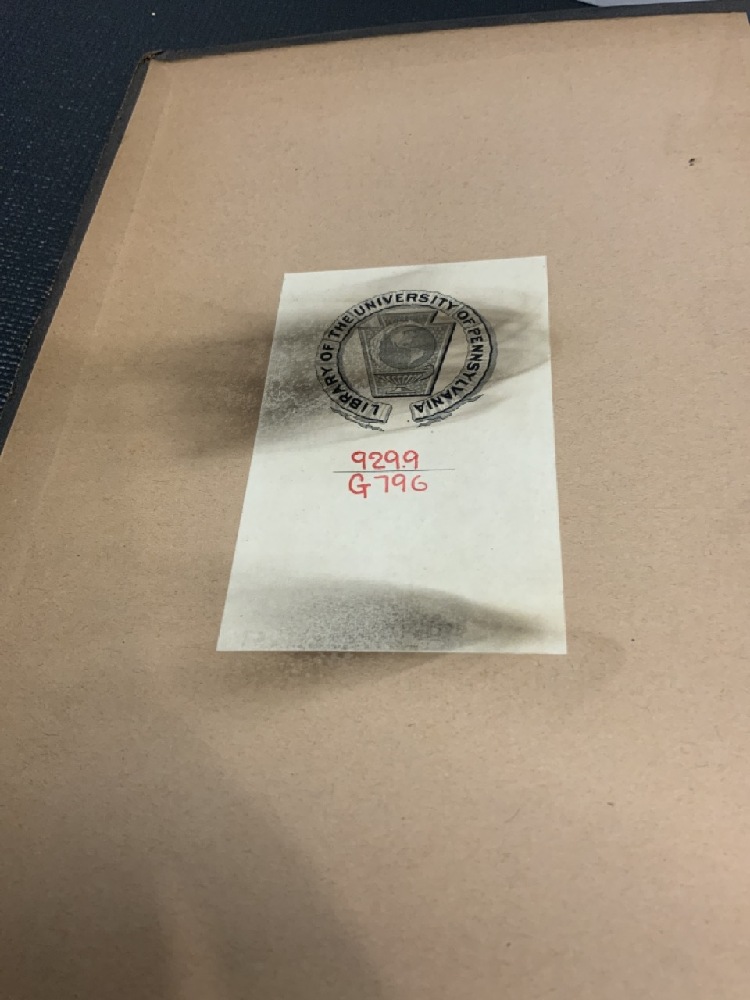 LIBRARY OF THE UNIVERSITY OF PENNSYLVANIA
929.9
G796